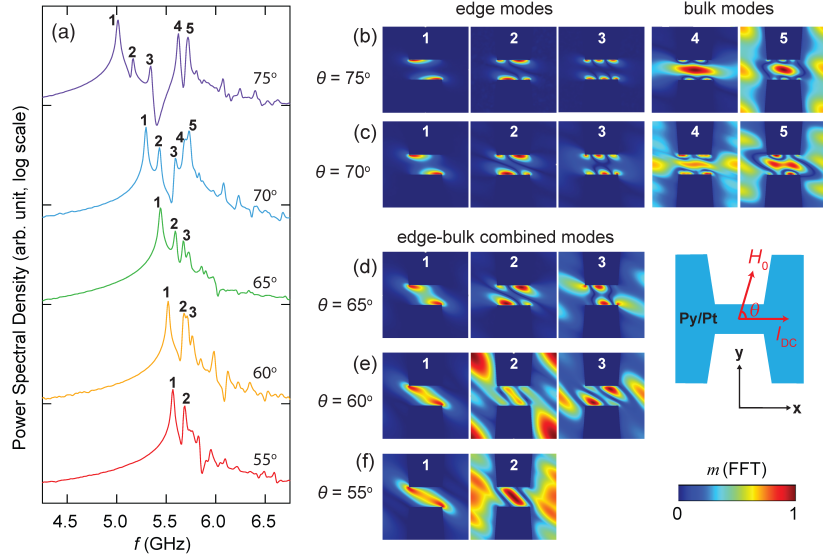 (a)
Power Spectral Density (arb. unit, log scale)
1
2
3
4
5
75°
1
2
3
4
5
70°
1
2
3
65°
1
2
3
60°
1
2
55°
4.5 5.0 5.5 6.0 6.5
f (GHz)
edge modes bulk modes
(b) 1 2 3 4 5
θ = 75°
(c) 1 2 3 4 5
θ = 70°
edge-bulk combined modes
(d) 1 2 3
θ = 65°
(e) 1 2 3
θ = 60°
(f) 1 2
θ = 55°
H₀
θ
Py/Pt
I_DC
y
x
m (FFT)
0 1